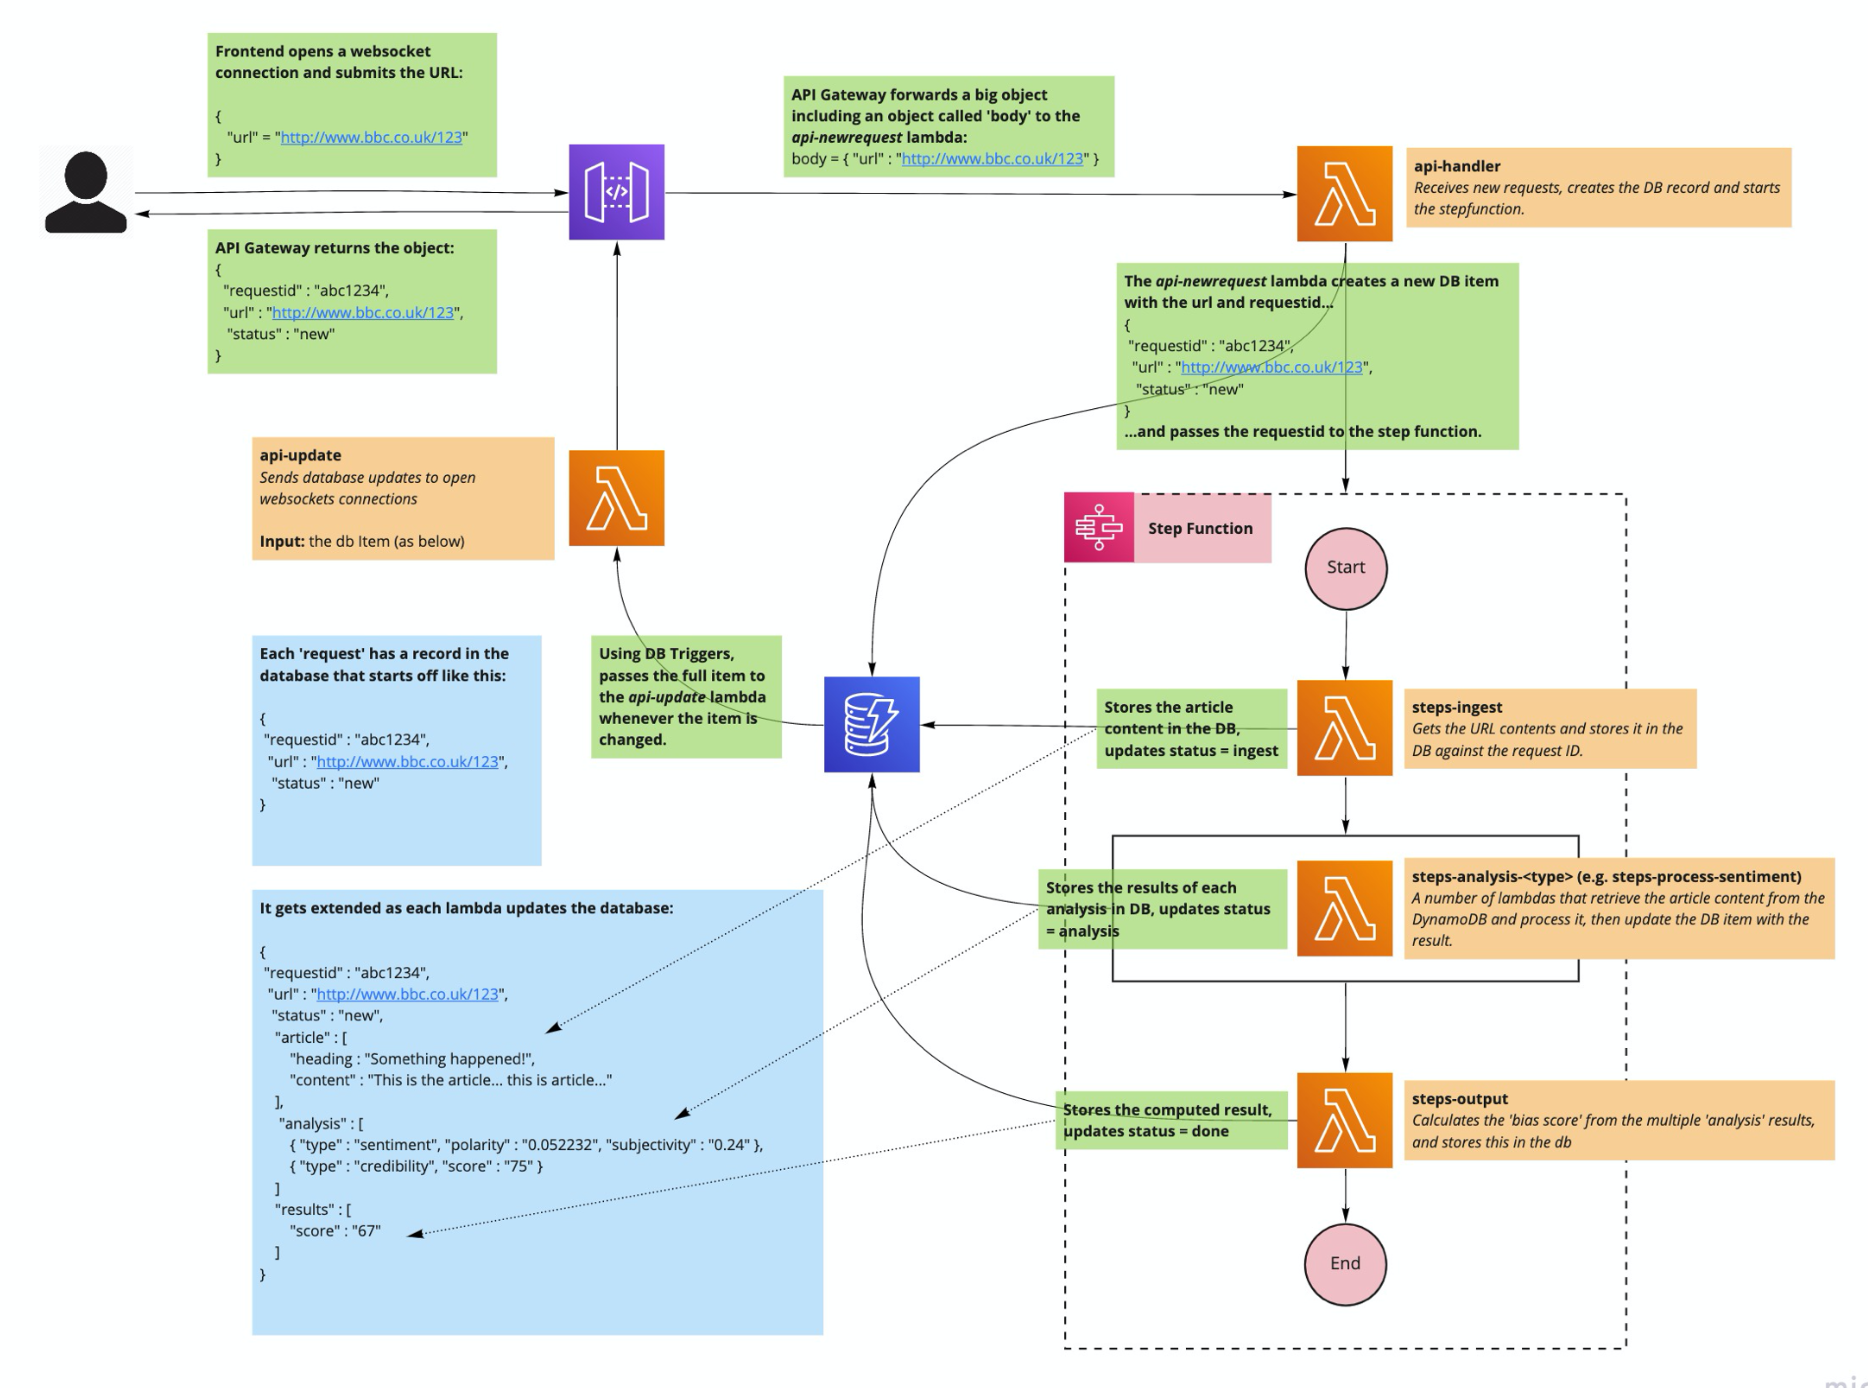 Frontend opens a websocket
connection and submits the URL:
{
"url" = "http://www.bbc.co.uk/123"
}
API Gateway returns the object:
{
"requestid" : "abc1234",
"url" : "http://www.bbc.co.uk/123",
"status" : "new"
}
API Gateway forwards a big object
including an object called 'body' to the
api-newrequest lambda:
body = { "url" : "http://www.bbc.co.uk/123" }
api-handler
Receives new requests, creates the DB record and starts
the stepfunction.
The api-newrequest lambda creates a new DB item
with the url and requestid...
{
"requestid" : "abc1234",
"url" : "http://www.bbc.co.uk/123",
"status" : "new"
}
...and passes the requestid to the step function.
api-update
Sends database updates to open
websockets connections
Input: the db Item (as below)
Step Function
Start
Each 'request' has a record in the
database that starts off like this:
{
"requestid" : "abc1234",
"url" : "http://www.bbc.co.uk/123",
"status" : "new"
}
Using DB Triggers,
passes the full item to
the api-update lambda
whenever the item is
changed.
Stores the article
content in the DB,
updates status = ingest
steps-ingest
Gets the URL contents and stores it in the
DB against the request ID.
Stores the results of each
analysis in DB, updates status
= analysis
steps-analysis-<type> (e.g. steps-process-sentiment)
A number of lambdas that retrieve the article content from the
DynamoDB and process it, then update the DB item with the
result.
It gets extended as each lambda updates the database:
{
"requestid" : "abc1234",
"url" : "http://www.bbc.co.uk/123",
"status" : "new",
"article" : [
"heading : "Something happened!",
"content" : "This is the article... this is article..."
],
"analysis" : [
{ "type" : "sentiment", "polarity" : "0.052232", "subjectivity" : "0.24" },
{ "type" : "credibility", "score" : "75" }
]
"results" : [
"score" : "67"
]
}
Stores the computed result,
updates status = done
steps-output
Calculates the 'bias score' from the multiple 'analysis' results,
and stores this in the db
End